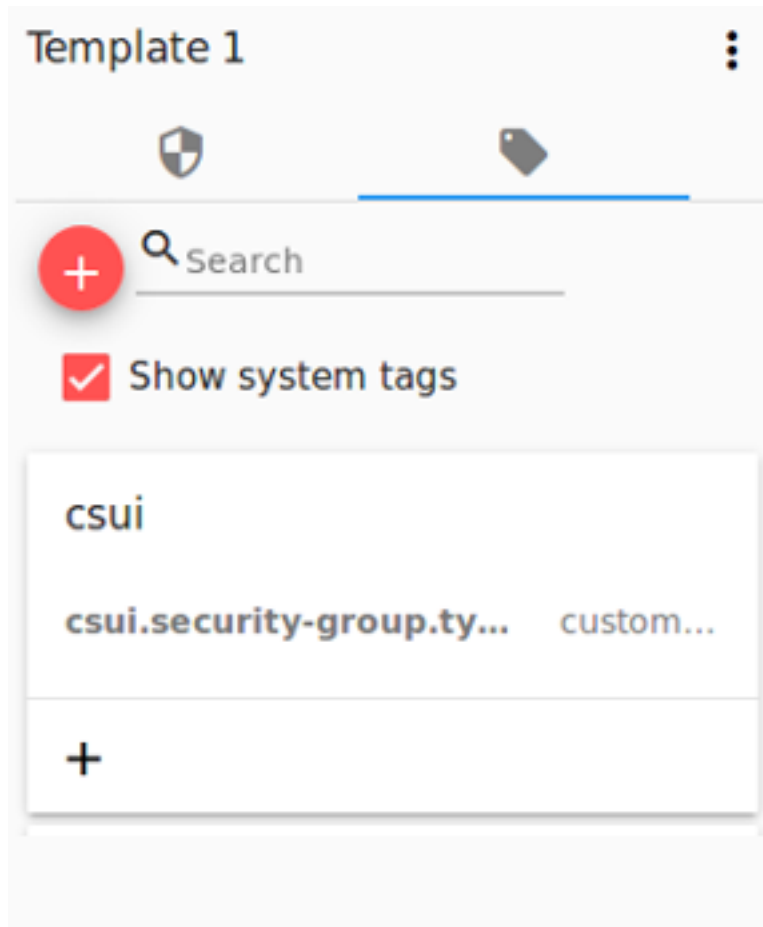 Template 1
Search
Show system tags
csui
csui.security-group.ty... custom...